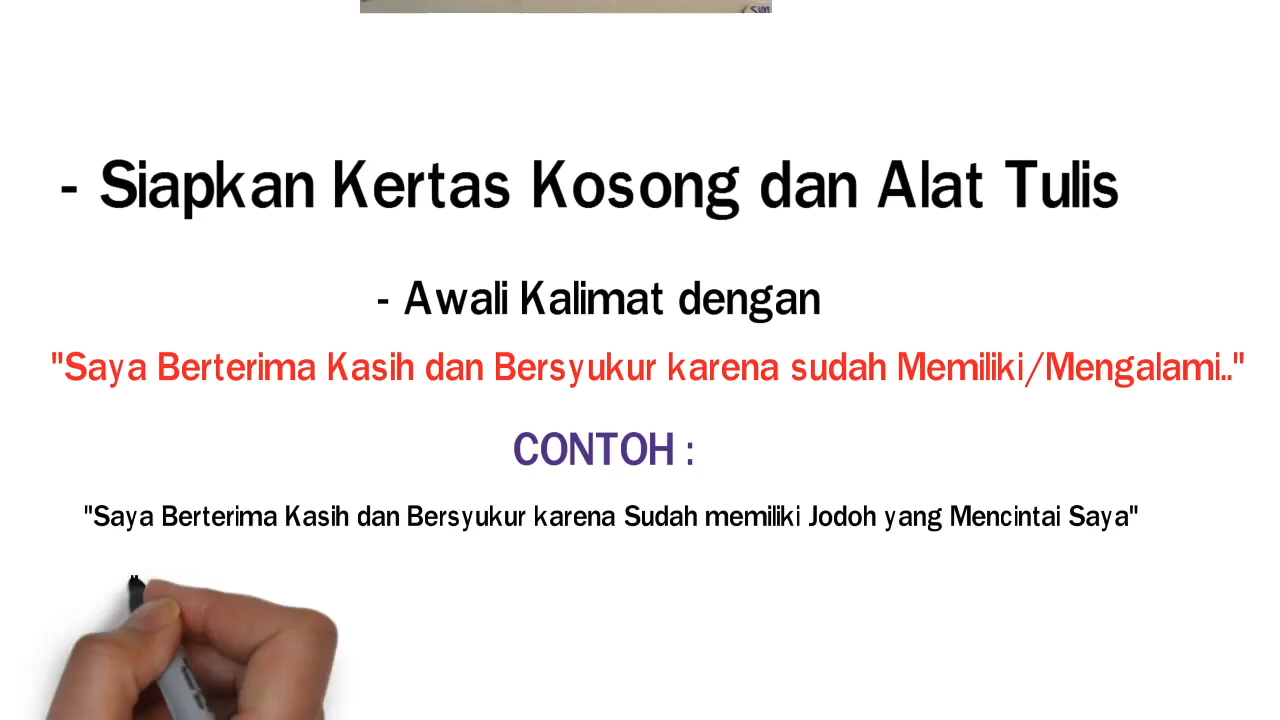 SIM
- Siapkan Kertas Kosong dan Alat Tulis
- Awali Kalimat dengan
"Saya Berterima Kasih dan Bersyukur karena sudah Memiliki/Mengalami.."
CONTOH :
"Saya Berterima Kasih dan Bersyukur karena Sudah memiliki Jodoh yang Mencintai Saya"
"